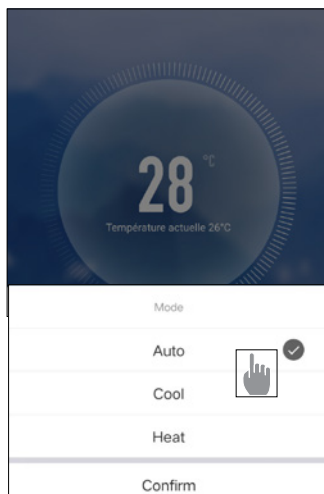 28 °C
Température actuelle 26°C
Mode
Auto
Cool
Heat
Confirm